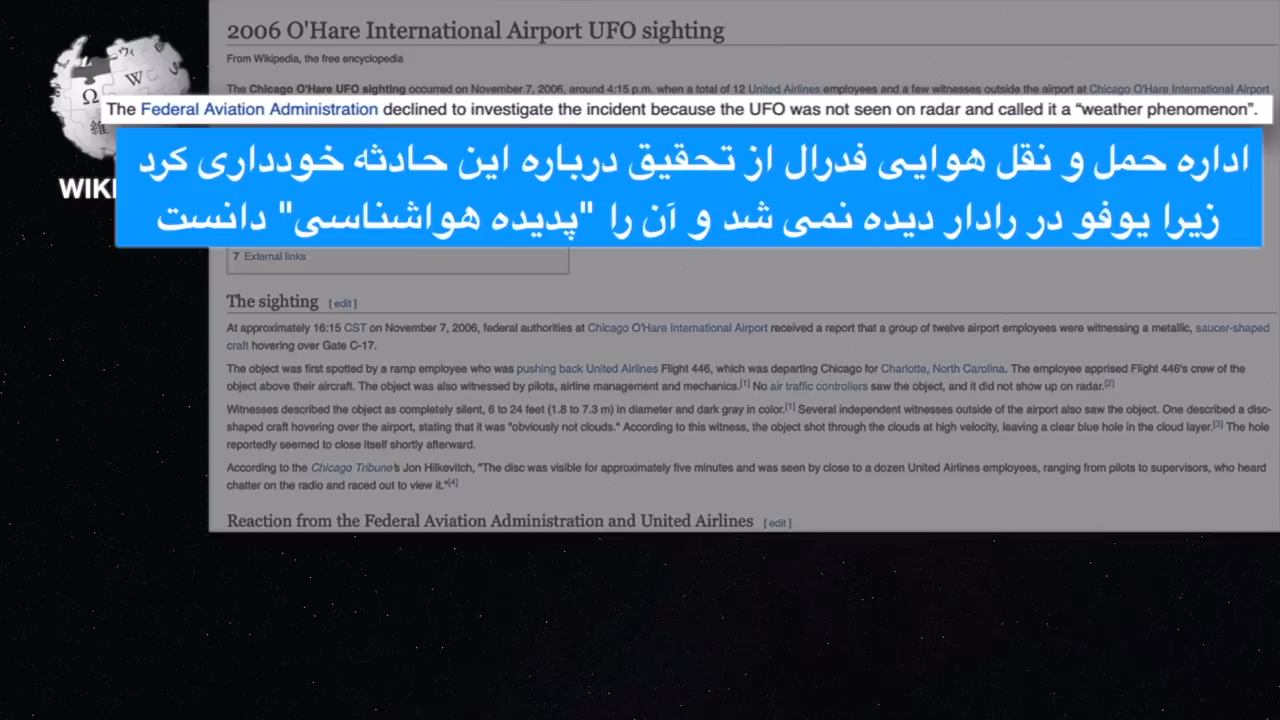 2006 O'Hare International Airport UFO sighting
From Wikipedia, the free encyclopedia
The Chicago O'Hare UFO sighting occurred on November 7, 2006, around 4:15 p.m. when a total of 12 United Airlines employees and a few witnesses outside the airport at Chicago O'Hare International Airport
The Federal Aviation Administration declined to investigate the incident because the UFO was not seen on radar and called it a “weather phenomenon”.
اداره حمل و نقل هوایی فدرال از تحقیق درباره این حادثه خودداری کرد
زیرا یوفو در رادار دیده نمی شد و آن را "پدیده هواشناسی" دانست
WIKI
7 External links
The sighting [ edit ]
At approximately 16:15 CST on November 7, 2006, federal authorities at Chicago O'Hare International Airport received a report that a group of twelve airport employees were witnessing a metallic, saucer-shaped
craft hovering over Gate C-17.
The object was first spotted by a ramp employee who was pushing back United Airlines Flight 446, which was departing Chicago for Charlotte, North Carolina. The employee apprised Flight 446's crew of the
object above their aircraft. The object was also witnessed by pilots, airline management and mechanics.[1] No air traffic controllers saw the object, and it did not show up on radar.[2]
Witnesses described the object as completely silent, 6 to 24 feet (1.8 to 7.3 m) in diameter and dark gray in color.[1] Several independent witnesses outside of the airport also saw the object. One described a disc-
shaped craft hovering over the airport, stating that it was "obviously not clouds." According to this witness, the object shot through the clouds at high velocity, leaving a clear blue hole in the cloud layer.[3] The hole
reportedly seemed to close itself shortly afterward.
According to the Chicago Tribune's Jon Hilkevitch, "The disc was visible for approximately five minutes and was seen by close to a dozen United Airlines employees, ranging from pilots to supervisors, who heard
chatter on the radio and raced out to view it."[4]
Reaction from the Federal Aviation Administration and United Airlines [ edit ]